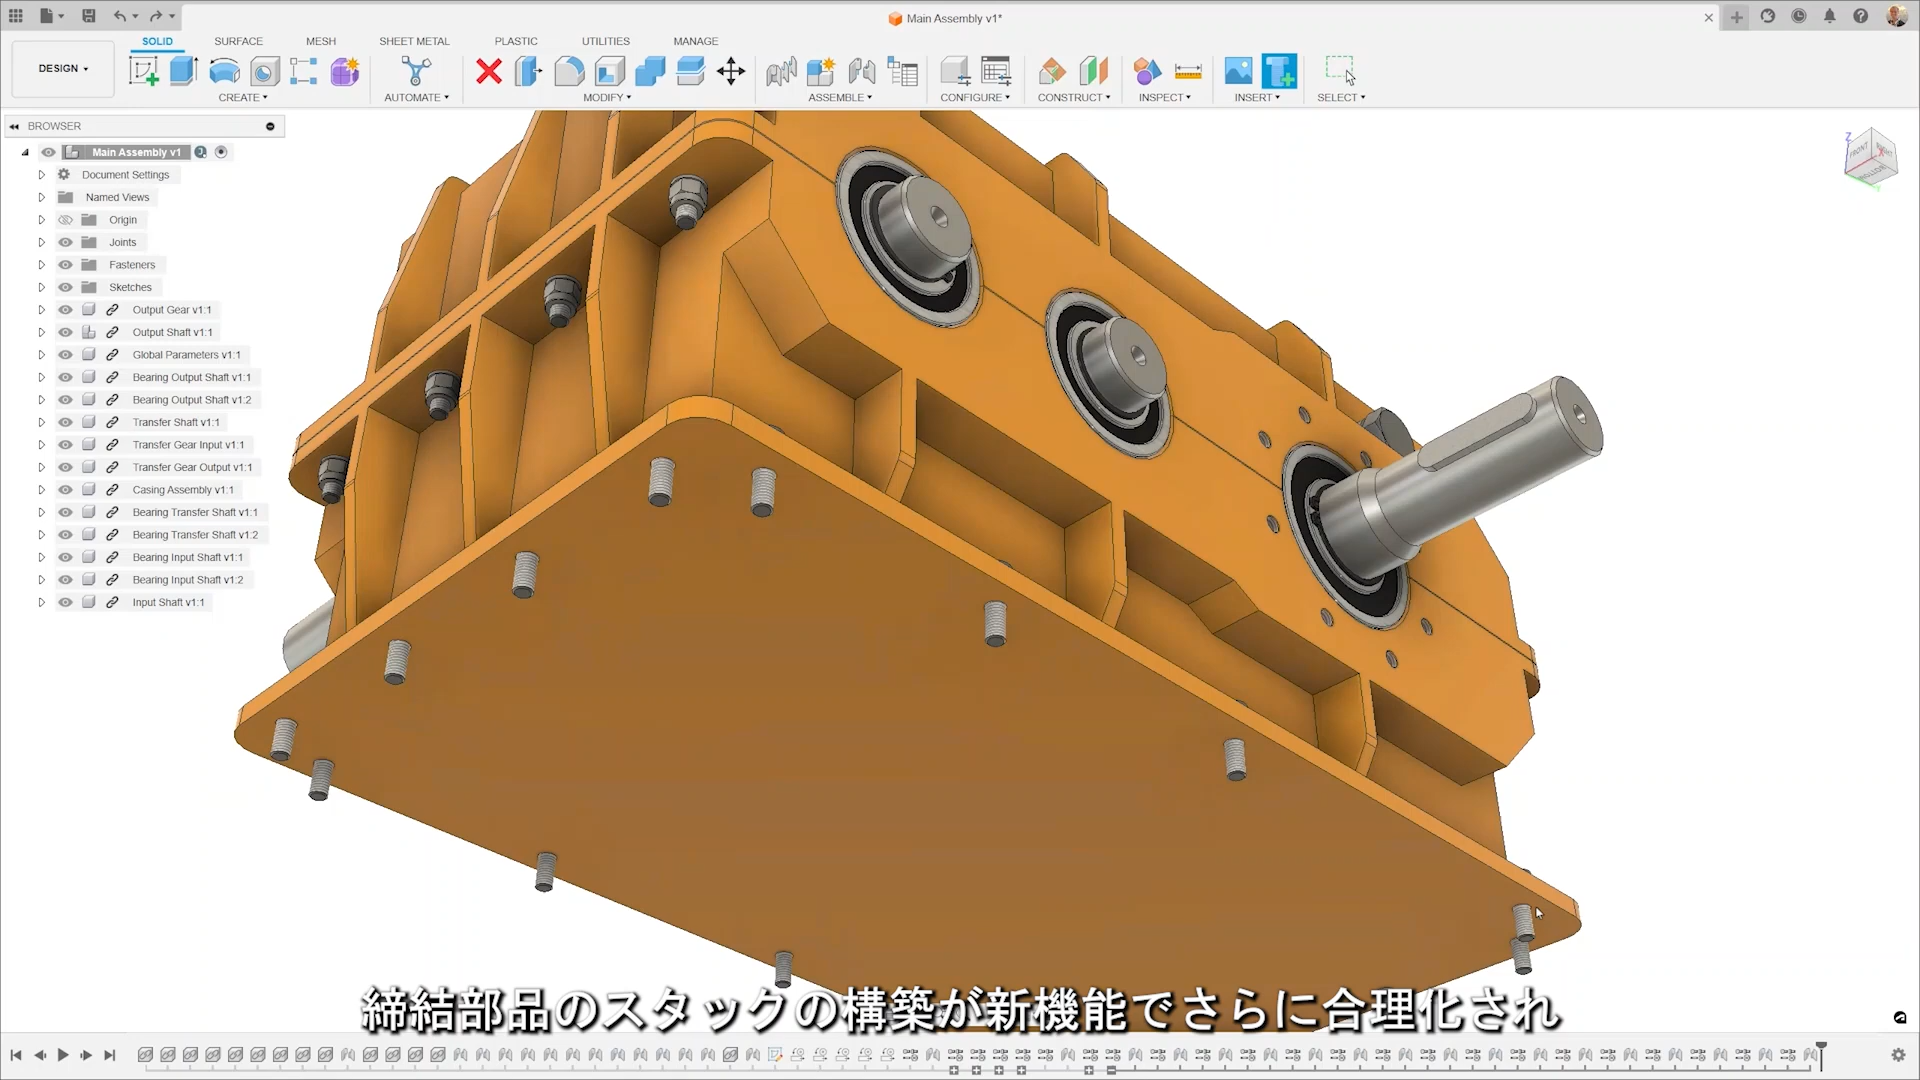 Main Assembly v1*
DESIGN
SOLID
SURFACE
MESH
SHEET METAL
PLASTIC
UTILITIES
MANAGE
CREATE
AUTOMATE
MODIFY
ASSEMBLE
CONFIGURE
CONSTRUCT
INSPECT
INSERT
SELECT
BROWSER
Main Assembly v1
Document Settings
Named Views
Origin
Joints
Fasteners
Sketches
Output Gear v1:1
Output Shaft v1:1
Global Parameters v1:1
Bearing Output Shaft v1:1
Bearing Output Shaft v1:2
Transfer Shaft v1:1
Transfer Gear Input v1:1
Transfer Gear Output v1:1
Casing Assembly v1:1
Bearing Transfer Shaft v1:1
Bearing Transfer Shaft v1:2
Bearing Input Shaft v1:1
Bearing Input Shaft v1:2
Input Shaft v1:1
Z
FRONT
RIGHT
X
BOTTOM
Y
締結部品のスタックの構築が新機能でさらに合理化され